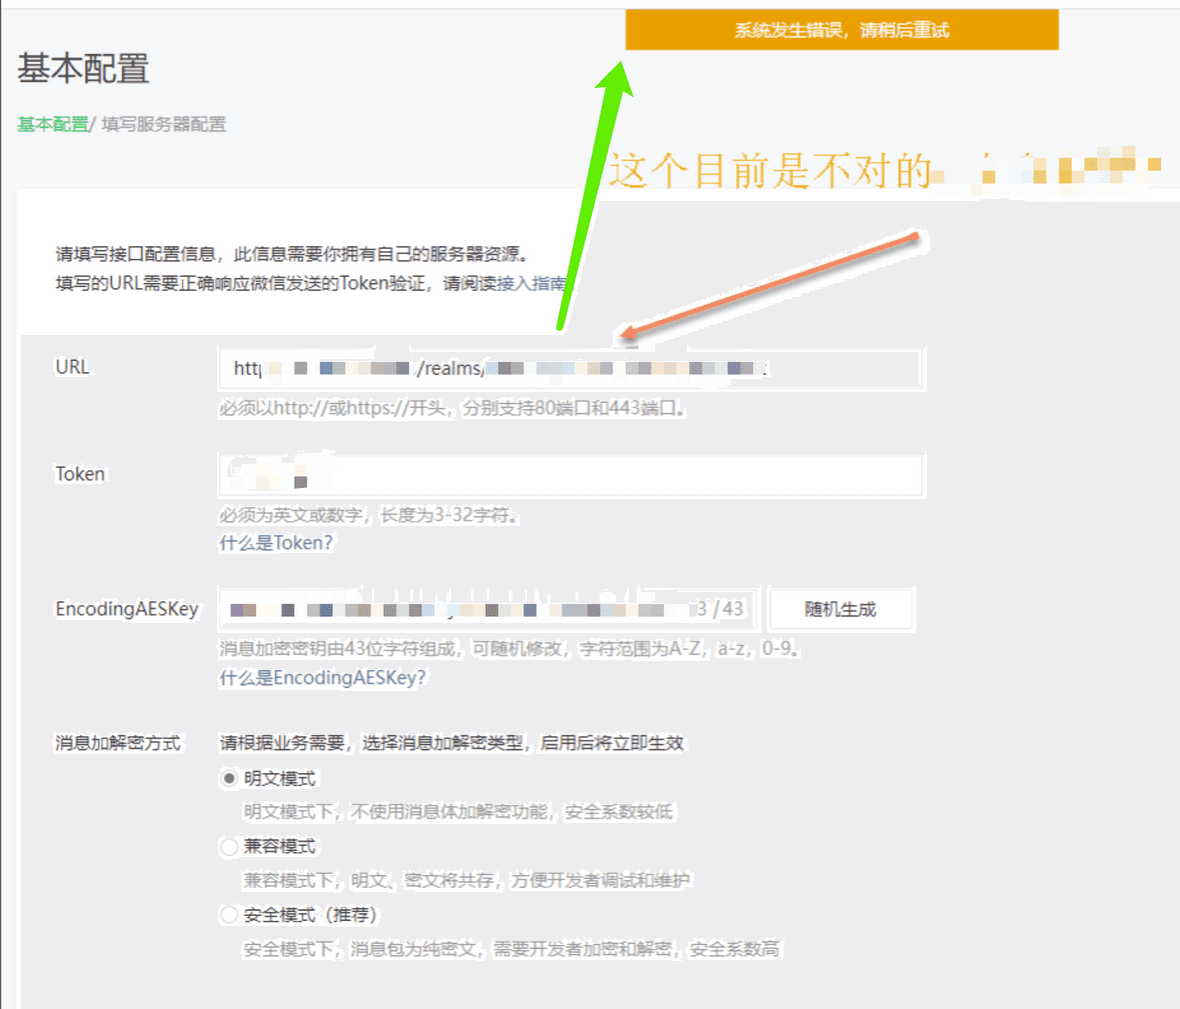 系统发生错误，请稍后重试
基本配置
基本配置/ 填写服务器配置
这个目前是不对的
请填写接口配置信息，此信息需要你拥有自己的服务器资源。
填写的URL需要正确响应微信发送的Token验证，请阅读接入指南
URL
/realms/
必须以http://或https://开头，分别支持80端口和443端口。
Token
必须为英文或数字，长度为3-32字符。
什么是Token?
EncodingAESKey
3 / 43
随机生成
消息加密密钥由43位字符组成，可随机修改，字符范围为A-Z，a-z，0-9。
什么是EncodingAESKey?
消息加解密方式
请根据业务需要，选择消息加解密类型，启用后将立即生效
明文模式
明文模式下，不使用消息体加解密功能，安全系数较低
兼容模式
兼容模式下，明文、密文将共存，方便开发者调试和维护
安全模式（推荐）
安全模式下，消息包为纯密文，需要开发者加密和解密，安全系数高